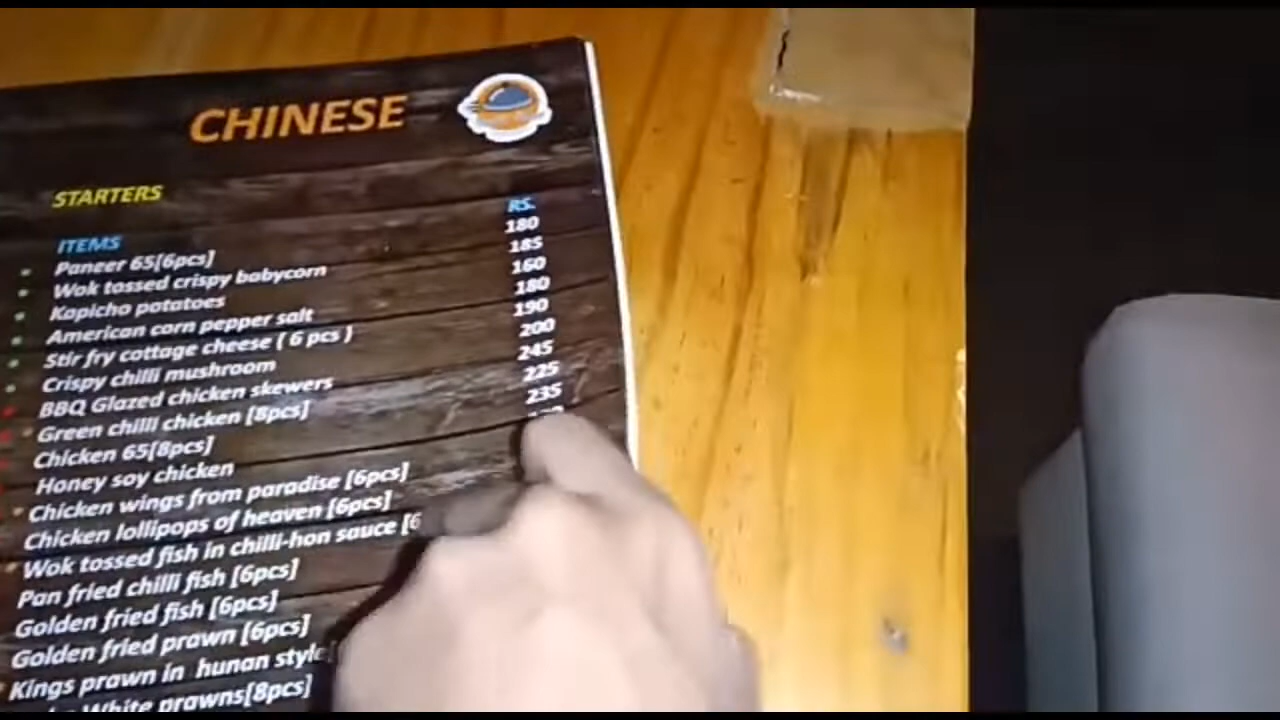 CHINESE
STARTERS
ITEMS RS.
Paneer 65[6pcs] 180
Wok tossed crispy babycorn 185
Kapicho potatoes 160
American corn pepper salt 180
Stir fry cottage cheese ( 6 pcs ) 190
Crispy chilli mushroom 200
BBQ Glazed chicken skewers 245
Green chilli chicken [8pcs] 225
Chicken 65[8pcs] 235
Honey soy chicken
Chicken wings from paradise [6pcs]
Chicken lollipops of heaven [6pcs]
Wok tossed fish in chilli-hon sauce [6
Pan fried chilli fish [6pcs]
Golden fried fish [6pcs]
Golden fried prawn [6pcs]
Kings prawn in hunan style
White prawns[8pcs]